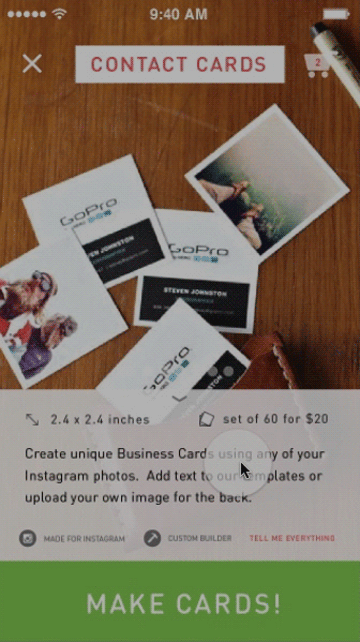 9:40 AM
CONTACT CARDS
2
GoPro
GoPro
STEVEN JOHNSTON
GoPro
2.4 x 2.4 inches
set of 60 for $20
Create unique Business Cards using any of your
Instagram photos. Add text to our templates or
upload your own image for the back.
MADE FOR INSTAGRAM
CUSTOM BUILDER
TELL ME EVERYTHING
MAKE CARDS!